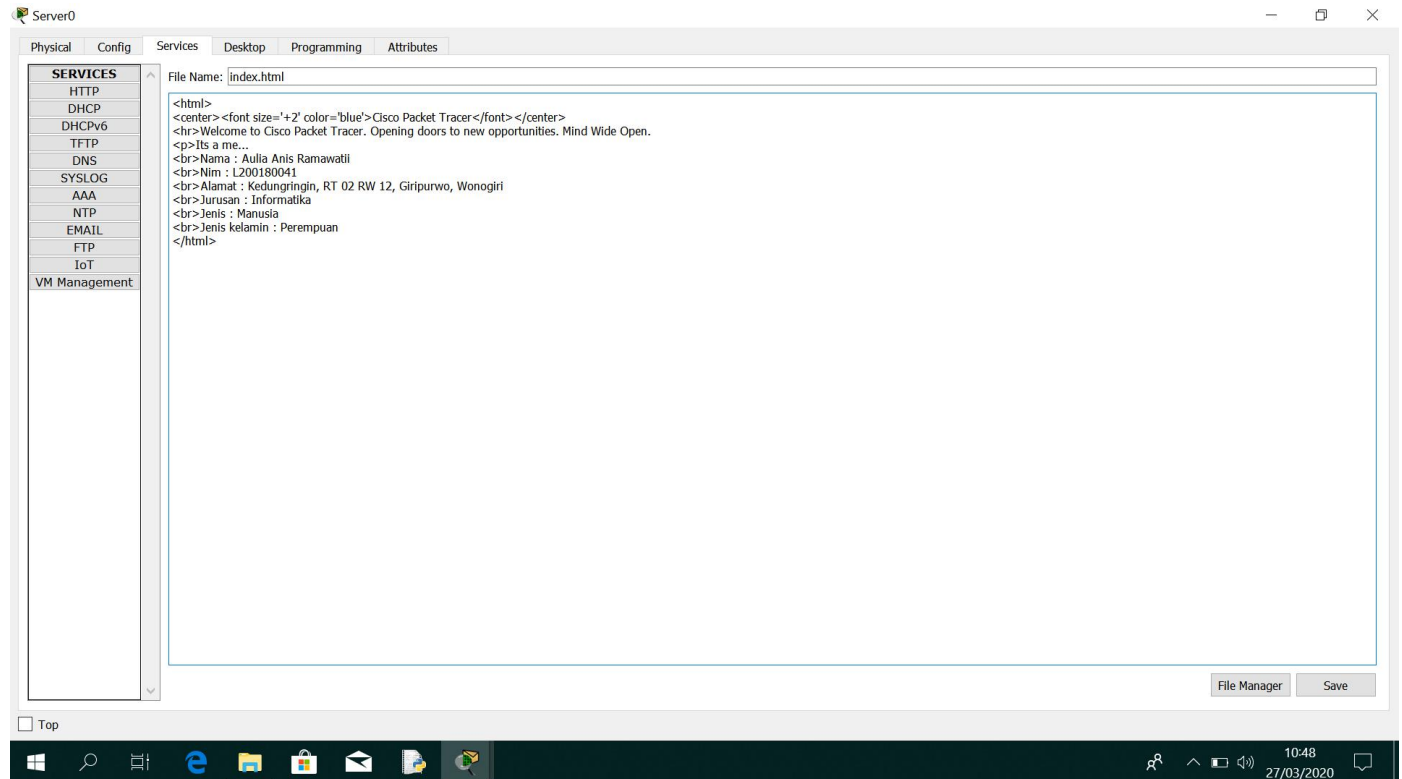 Server0
Physical Config Services Desktop Programming Attributes
SERVICES
HTTP
DHCP
DHCPv6
TFTP
DNS
SYSLOG
AAA
NTP
EMAIL
FTP
IoT
VM Management
File Name: index.html
<html>
<center><font size='+2' color='blue'>Cisco Packet Tracer</font></center>
<hr>Welcome to Cisco Packet Tracer. Opening doors to new opportunities. Mind Wide Open.
<p>Its a me...
<br>Nama : Aulia Anis Ramawatii
<br>Nim : L200180041
<br>Alamat : Kedungringin, RT 02 RW 12, Giripurwo, Wonogiri
<br>Jurusan : Informatika
<br>Jenis : Manusia
<br>Jenis kelamin : Perempuan
</html>
File Manager Save
Top
10:48
27/03/2020